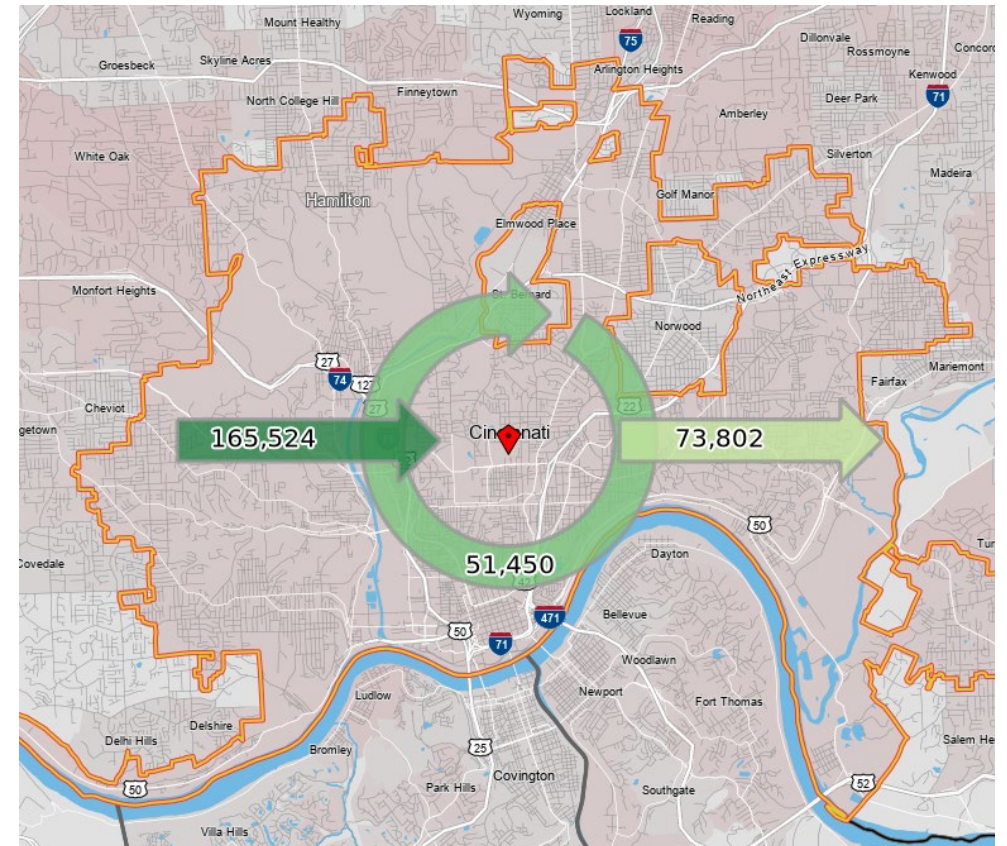 Mount Healthy
Wyoming
Lockland
Reading
75
Dillonvale
Rossmoyne
Concord
Groesbeck
Skyline Acres
Arlington Heights
Kenwood
71
North College Hill
Finneytown
Deer Park
Amberley
White Oak
Silverton
Madeira
Hamilton
Golf Manor
Elmwood Place
Northeast Expressway
Monfort Heights
St. Bernard
Norwood
27
74
127
Mariemont
Fairfax
Cheviot
27
22
getown
165,524
Cincinnati
73,802
50
Dayton
Tur
Covedale
51,450
42
471
Bellevue
50
71
Woodlawn
Ludlow
Newport
Fort Thomas
Delshire
Delhi Hills
Bromley
25
Salem He
50
Covington
Park Hills
Southgate
52
Villa Hills